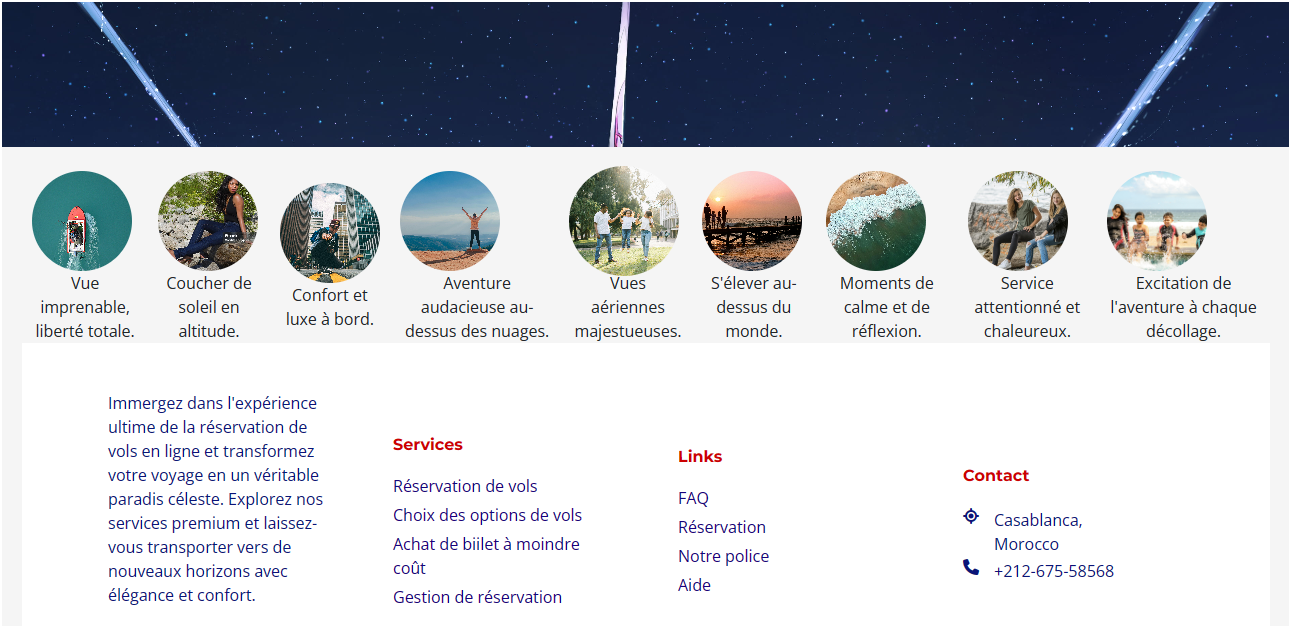 Vue
imprenable,
liberté totale.
Coucher de
soleil en
altitude.
Confort et
luxe à bord.
Aventure
audacieuse au-
dessus des nuages.
Vues
aériennes
majestueuses.
S'élever au-
dessus du
monde.
Moments de
calme et de
réflexion.
Service
attentionné et
chaleureux.
Excitation de
l'aventure à chaque
décollage.
Immergez dans l'expérience
ultime de la réservation de
vols en ligne et transformez
votre voyage en un véritable
paradis céleste. Explorez nos
services premium et laissez-
vous transporter vers de
nouveaux horizons avec
élégance et confort.
Services
Réservation de vols
Choix des options de vols
Achat de biilet à moindre
coût
Gestion de réservation
Links
FAQ
Réservation
Notre police
Aide
Contact
Casablanca,
Morocco
+212-675-58568